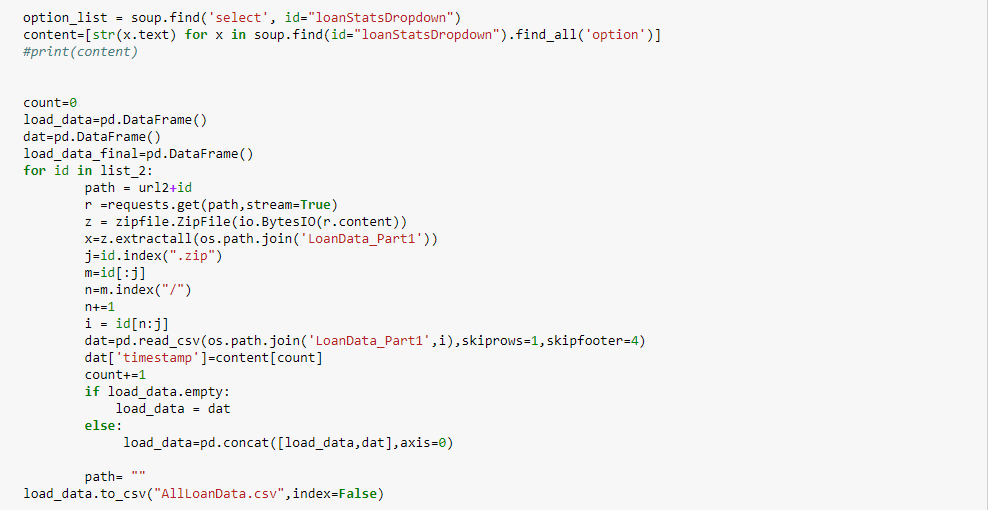 option_list = soup.find('select', id="loanStatsDropdown")
content=[str(x.text) for x in soup.find(id="loanStatsDropdown").find_all('option')]
#print(content)
count=0
load_data=pd.DataFrame()
dat=pd.DataFrame()
load_data_final=pd.DataFrame()
for id in list_2:
path = url2+id
r =requests.get(path,stream=True)
z = zipfile.ZipFile(io.BytesIO(r.content))
x=z.extractall(os.path.join('LoanData_Part1'))
j=id.index(".zip")
m=id[:j]
n=m.index("/")
n+=1
i = id[n:j]
dat=pd.read_csv(os.path.join('LoanData_Part1',i),skiprows=1,skipfooter=4)
dat['timestamp']=content[count]
count+=1
if load_data.empty:
load_data = dat
else:
load_data=pd.concat([load_data,dat],axis=0)
path= ""
load_data.to_csv("AllLoanData.csv",index=False)